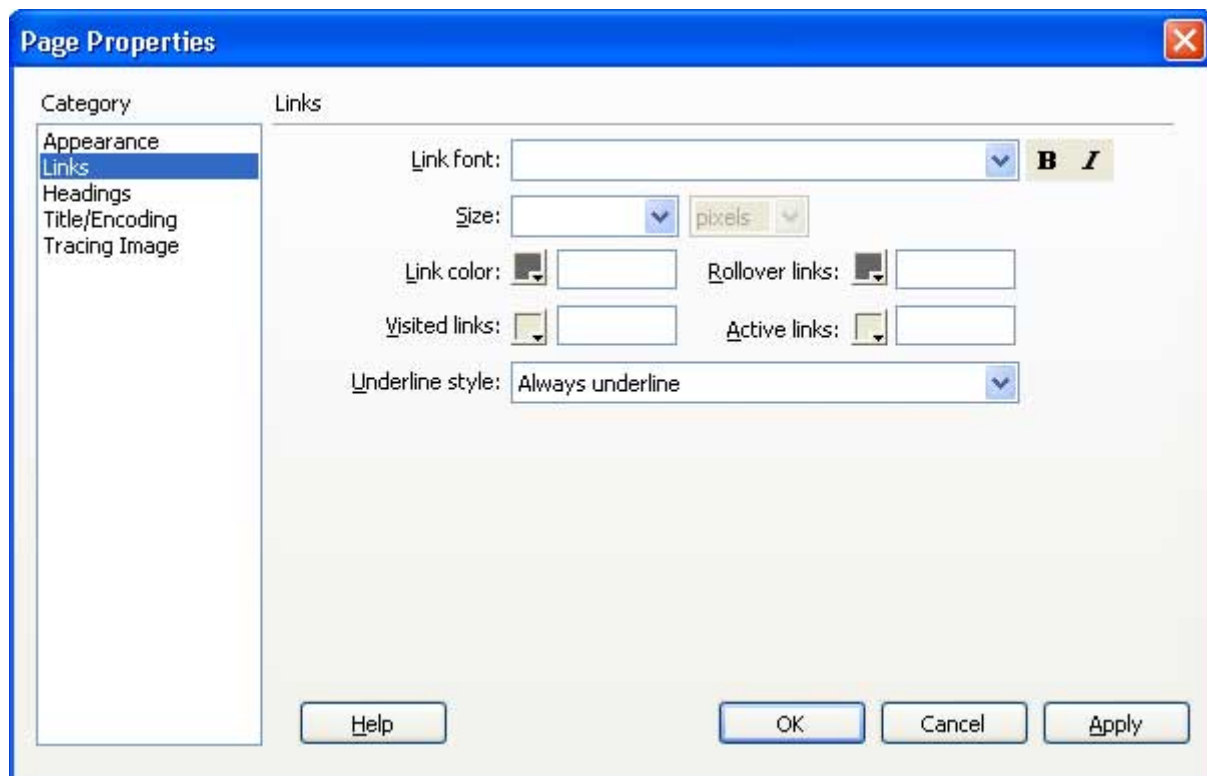 Page Properties
Category
Links
Appearance
Links
Headings
Title/Encoding
Tracing Image
Link font:
B I
Size:
pixels
Link color:
Rollover links:
Visited links:
Active links:
Underline style: Always underline
Help
OK
Cancel
Apply